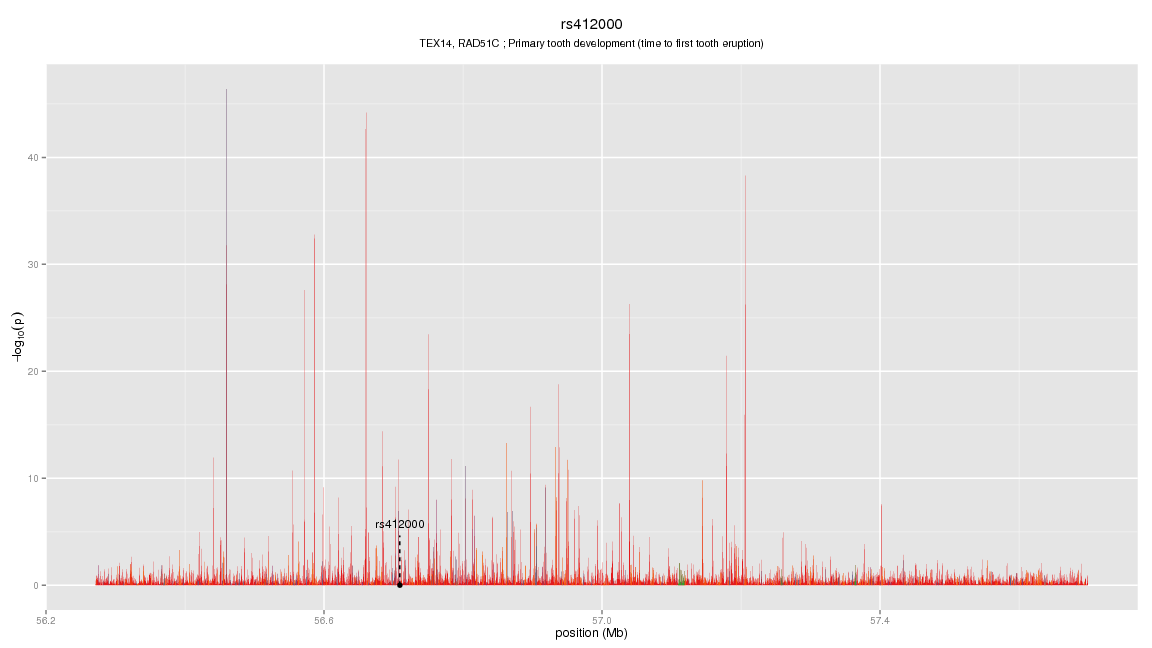 rs412000
TEX14, RAD51C ; Primary tooth development (time to first tooth eruption)
40
30
20
10
0
−log10(p)
rs412000
56.2
56.6
57.0
57.4
position (Mb)